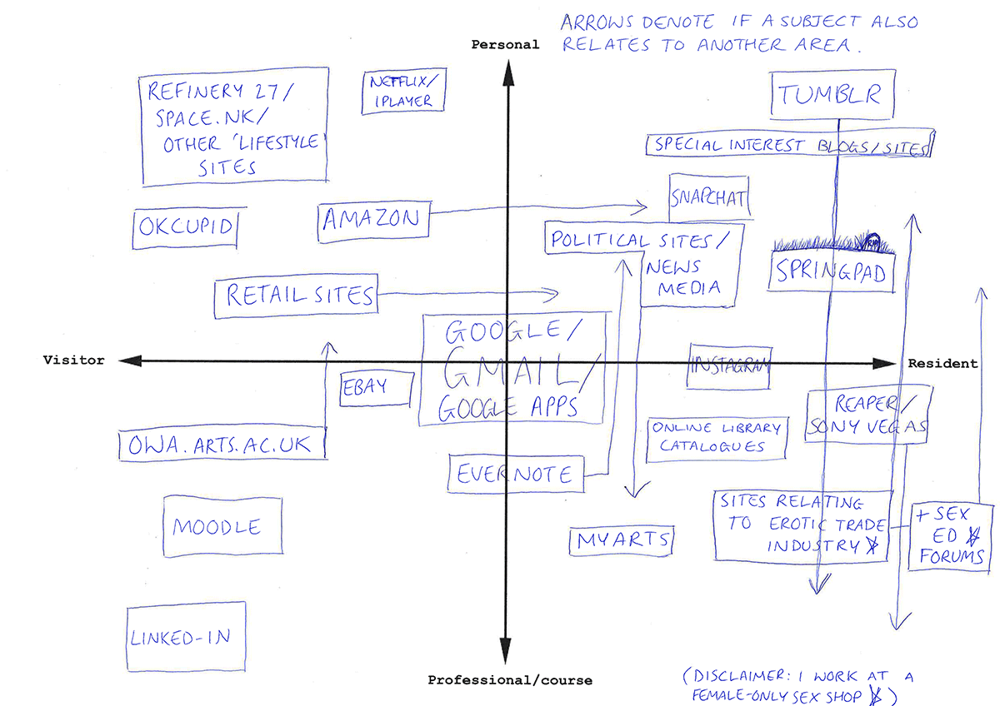 ARROWS DENOTE IF A SUBJECT ALSO
RELATES TO ANOTHER AREA.
Personal
REFINERY 27/
SPACE.NK/
OTHER 'LIFESTYLE
SITES
NETFLIX/
IPLAYER
TUMBLR
SPECIAL INTEREST BLOGS/SITES
SNAPCHAT
OKCUPID
AMAZON
POLITICAL SITES/
NEWS
MEDIA
RIP
SPRINGPAD
RETAIL SITES
GOOGLE/
GMAIL/
GOOGLE APPS
Visitor
Resident
INSTAGRAM
EBAY
REAPER/
SONY VEGAS
OWA.ARTS.AC.UK
ONLINE LIBRARY
CATALOGUES
EVERNOTE
SITES RELATING
TO EROTIC TRADE
INDUSTRY
+ SEX
ED
FORUMS
MOODLE
MYARTS
LINKED-IN
Professional/course
(DISCLAIMER: I WORK AT A
FEMALE-ONLY SEX SHOP )